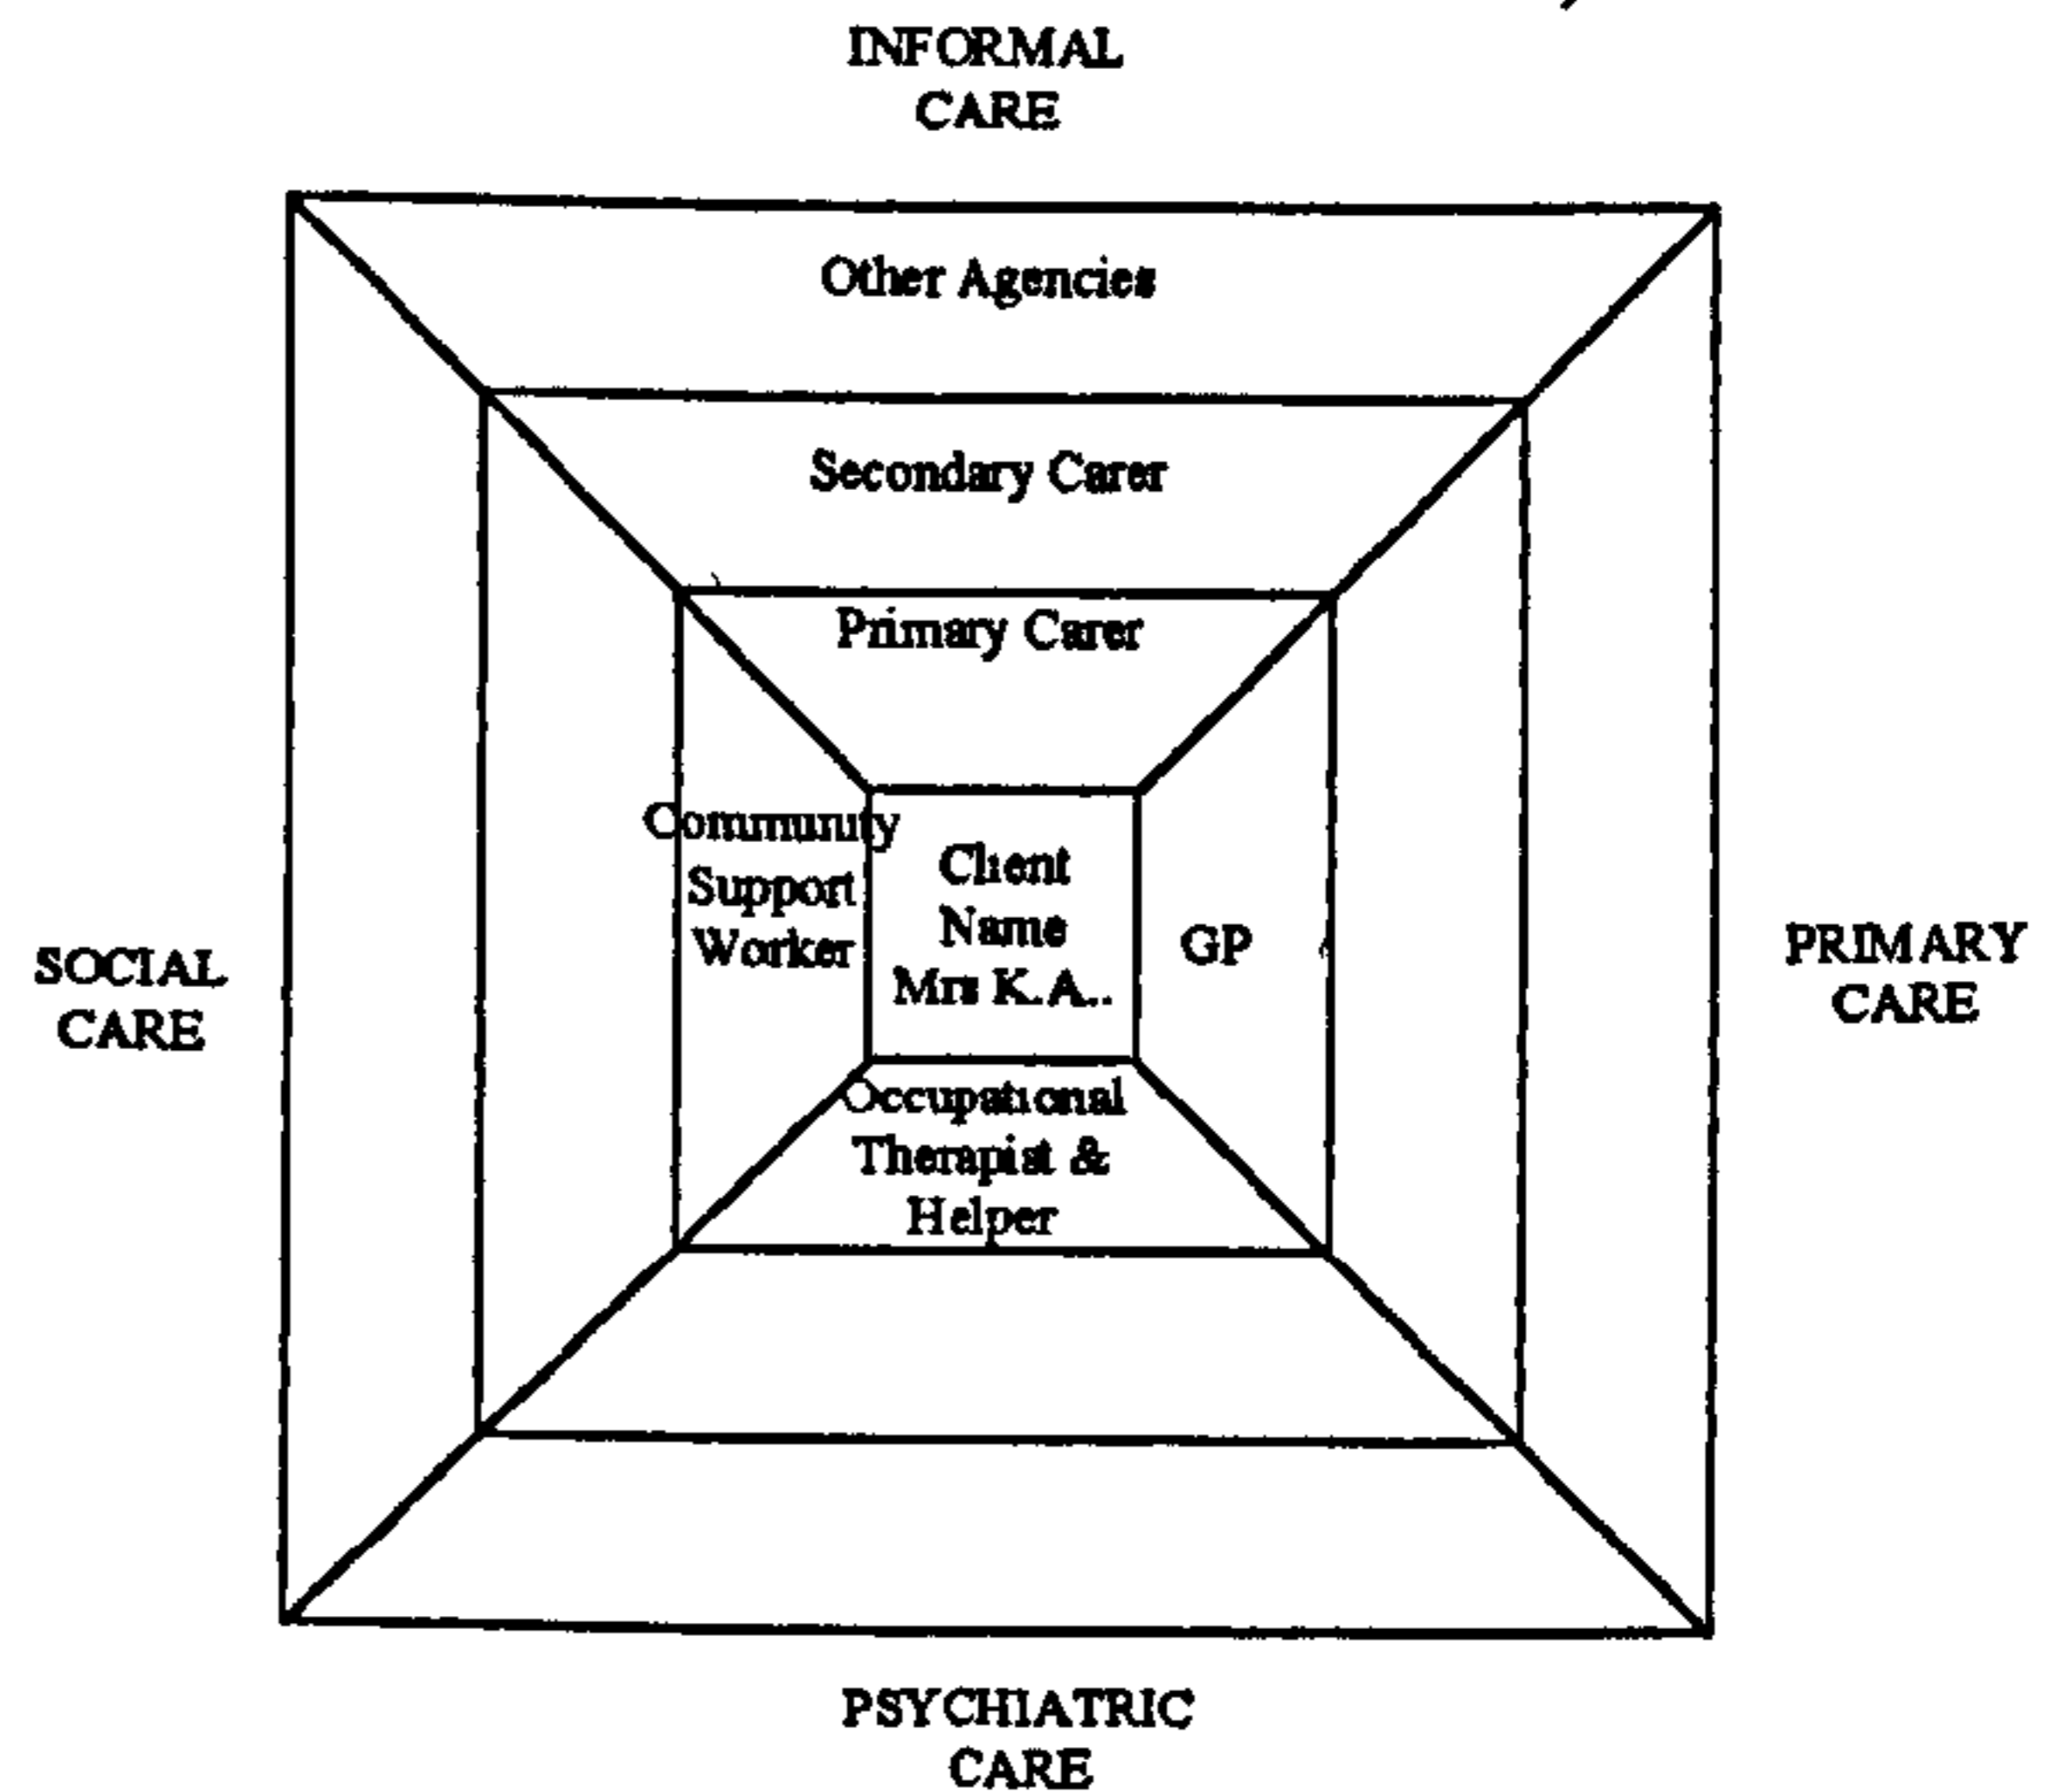 INFORMAL
CARE
Other Agencies
Secondary Carer
Primary Carer
Community
Support
Worker
Client
Name
Mrs K.A..
GP
SOCIAL
CARE
PRIMARY
CARE
Occupational
Therapist &
Helper
PSYCHIATRIC
CARE